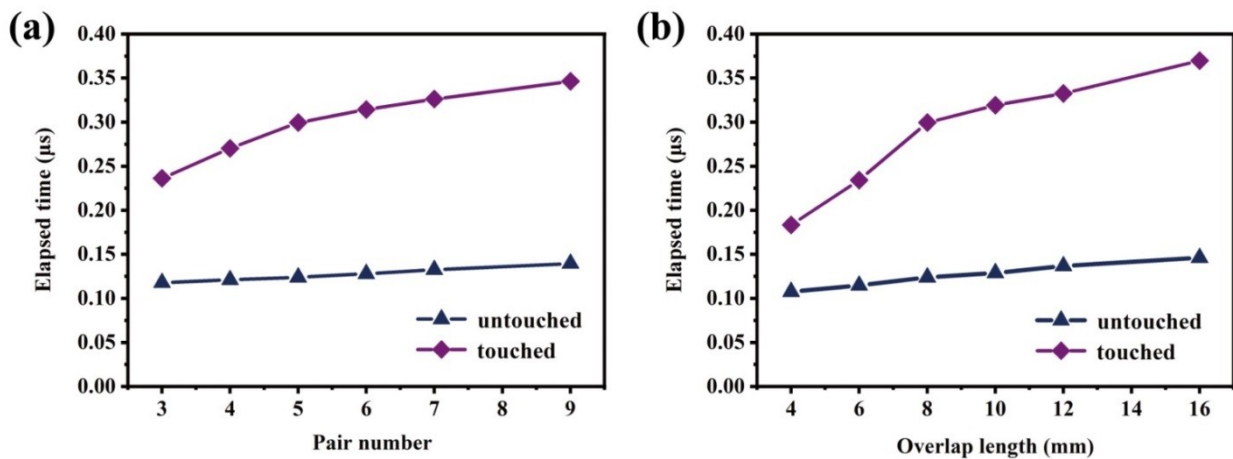 (a)
0.40
0.35
0.30
0.25
0.20
0.15
0.10
0.05
0.00
Elapsed time (μs)
untouched
touched
3 4 5 6 7 8 9
Pair number
(b)
0.40
0.35
0.30
0.25
0.20
0.15
0.10
0.05
0.00
Elapsed time (μs)
untouched
touched
4 6 8 10 12 14 16
Overlap length (mm)